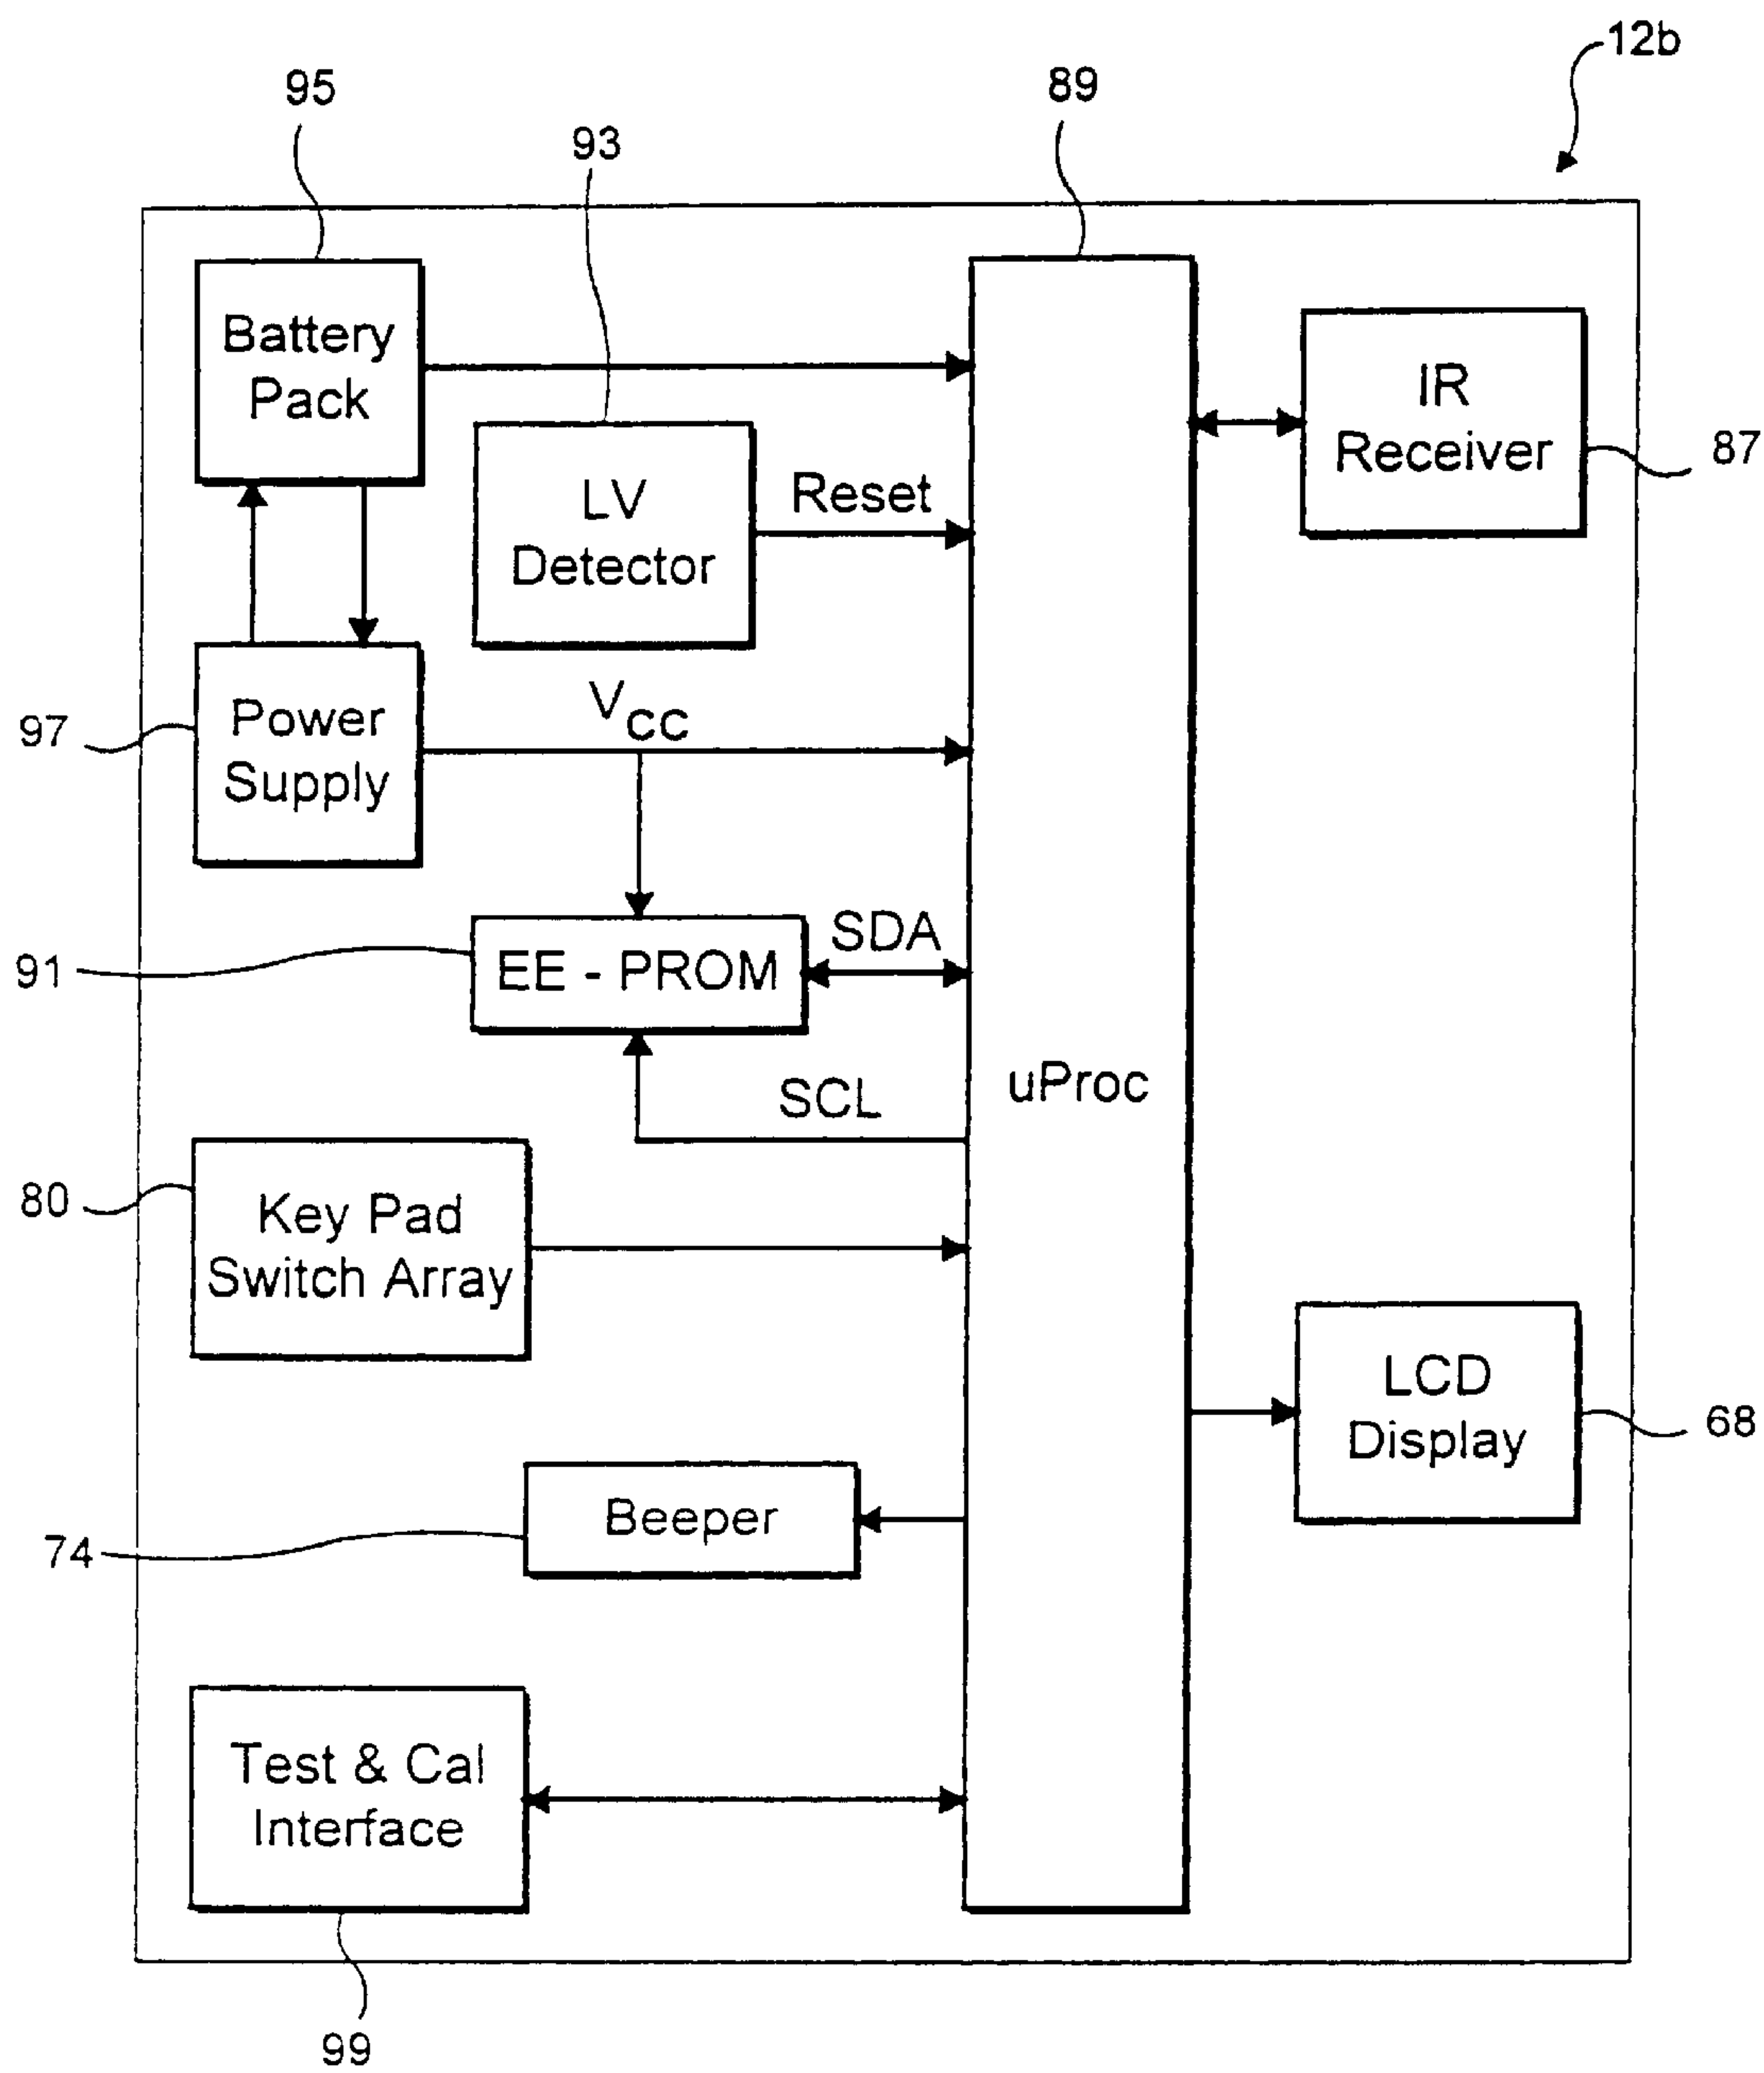 12b
95
89
93
Battery
Pack
IR
Receiver
87
LV
Detector
Reset
97
Power
Supply
VCC
91
EE - PROM
SDA
SCL
uProc
80
Key Pad
Switch Array
LCD
Display
68
74
Beeper
Test & Cal
Interface
99